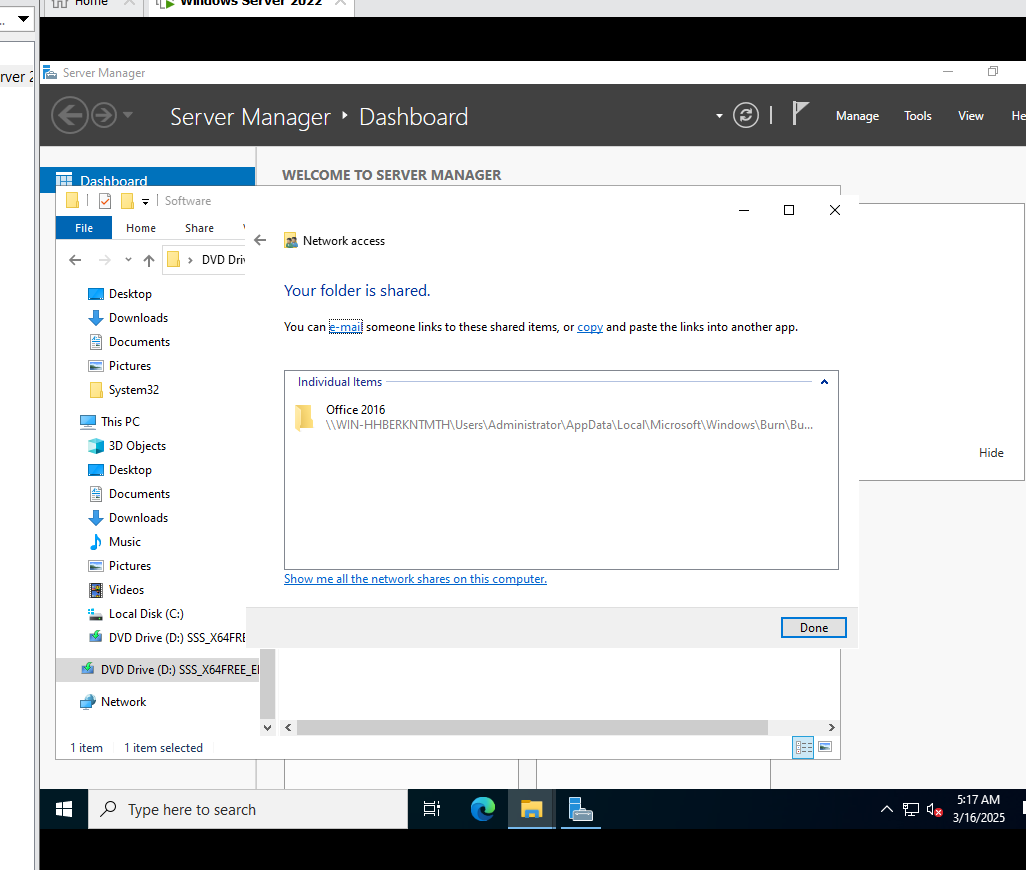 Home
Windows Server 2022
rver 2
Server Manager
Server Manager
Dashboard
Manage
Tools
View
He
Dashboard
WELCOME TO SERVER MANAGER
Software
File
Home
Share
Network access
DVD Driv
Desktop
Your folder is shared.
Downloads
You can e-mail someone links to these shared items, or copy and paste the links into another app.
Documents
Pictures
Individual Items
System32
Office 2016
\\WIN-HHBERKNTMTH\Users\Administrator\AppData\Local\Microsoft\Windows\Burn\Bu...
This PC
3D Objects
Hide
Desktop
Documents
Downloads
Music
Pictures
Show me all the network shares on this computer.
Videos
Local Disk (C:)
Done
DVD Drive (D:) SSS_X64FRE
DVD Drive (D:) SSS_X64FREE_E
Network
1 item
1 item selected
Type here to search
5:17 AM
3/16/2025